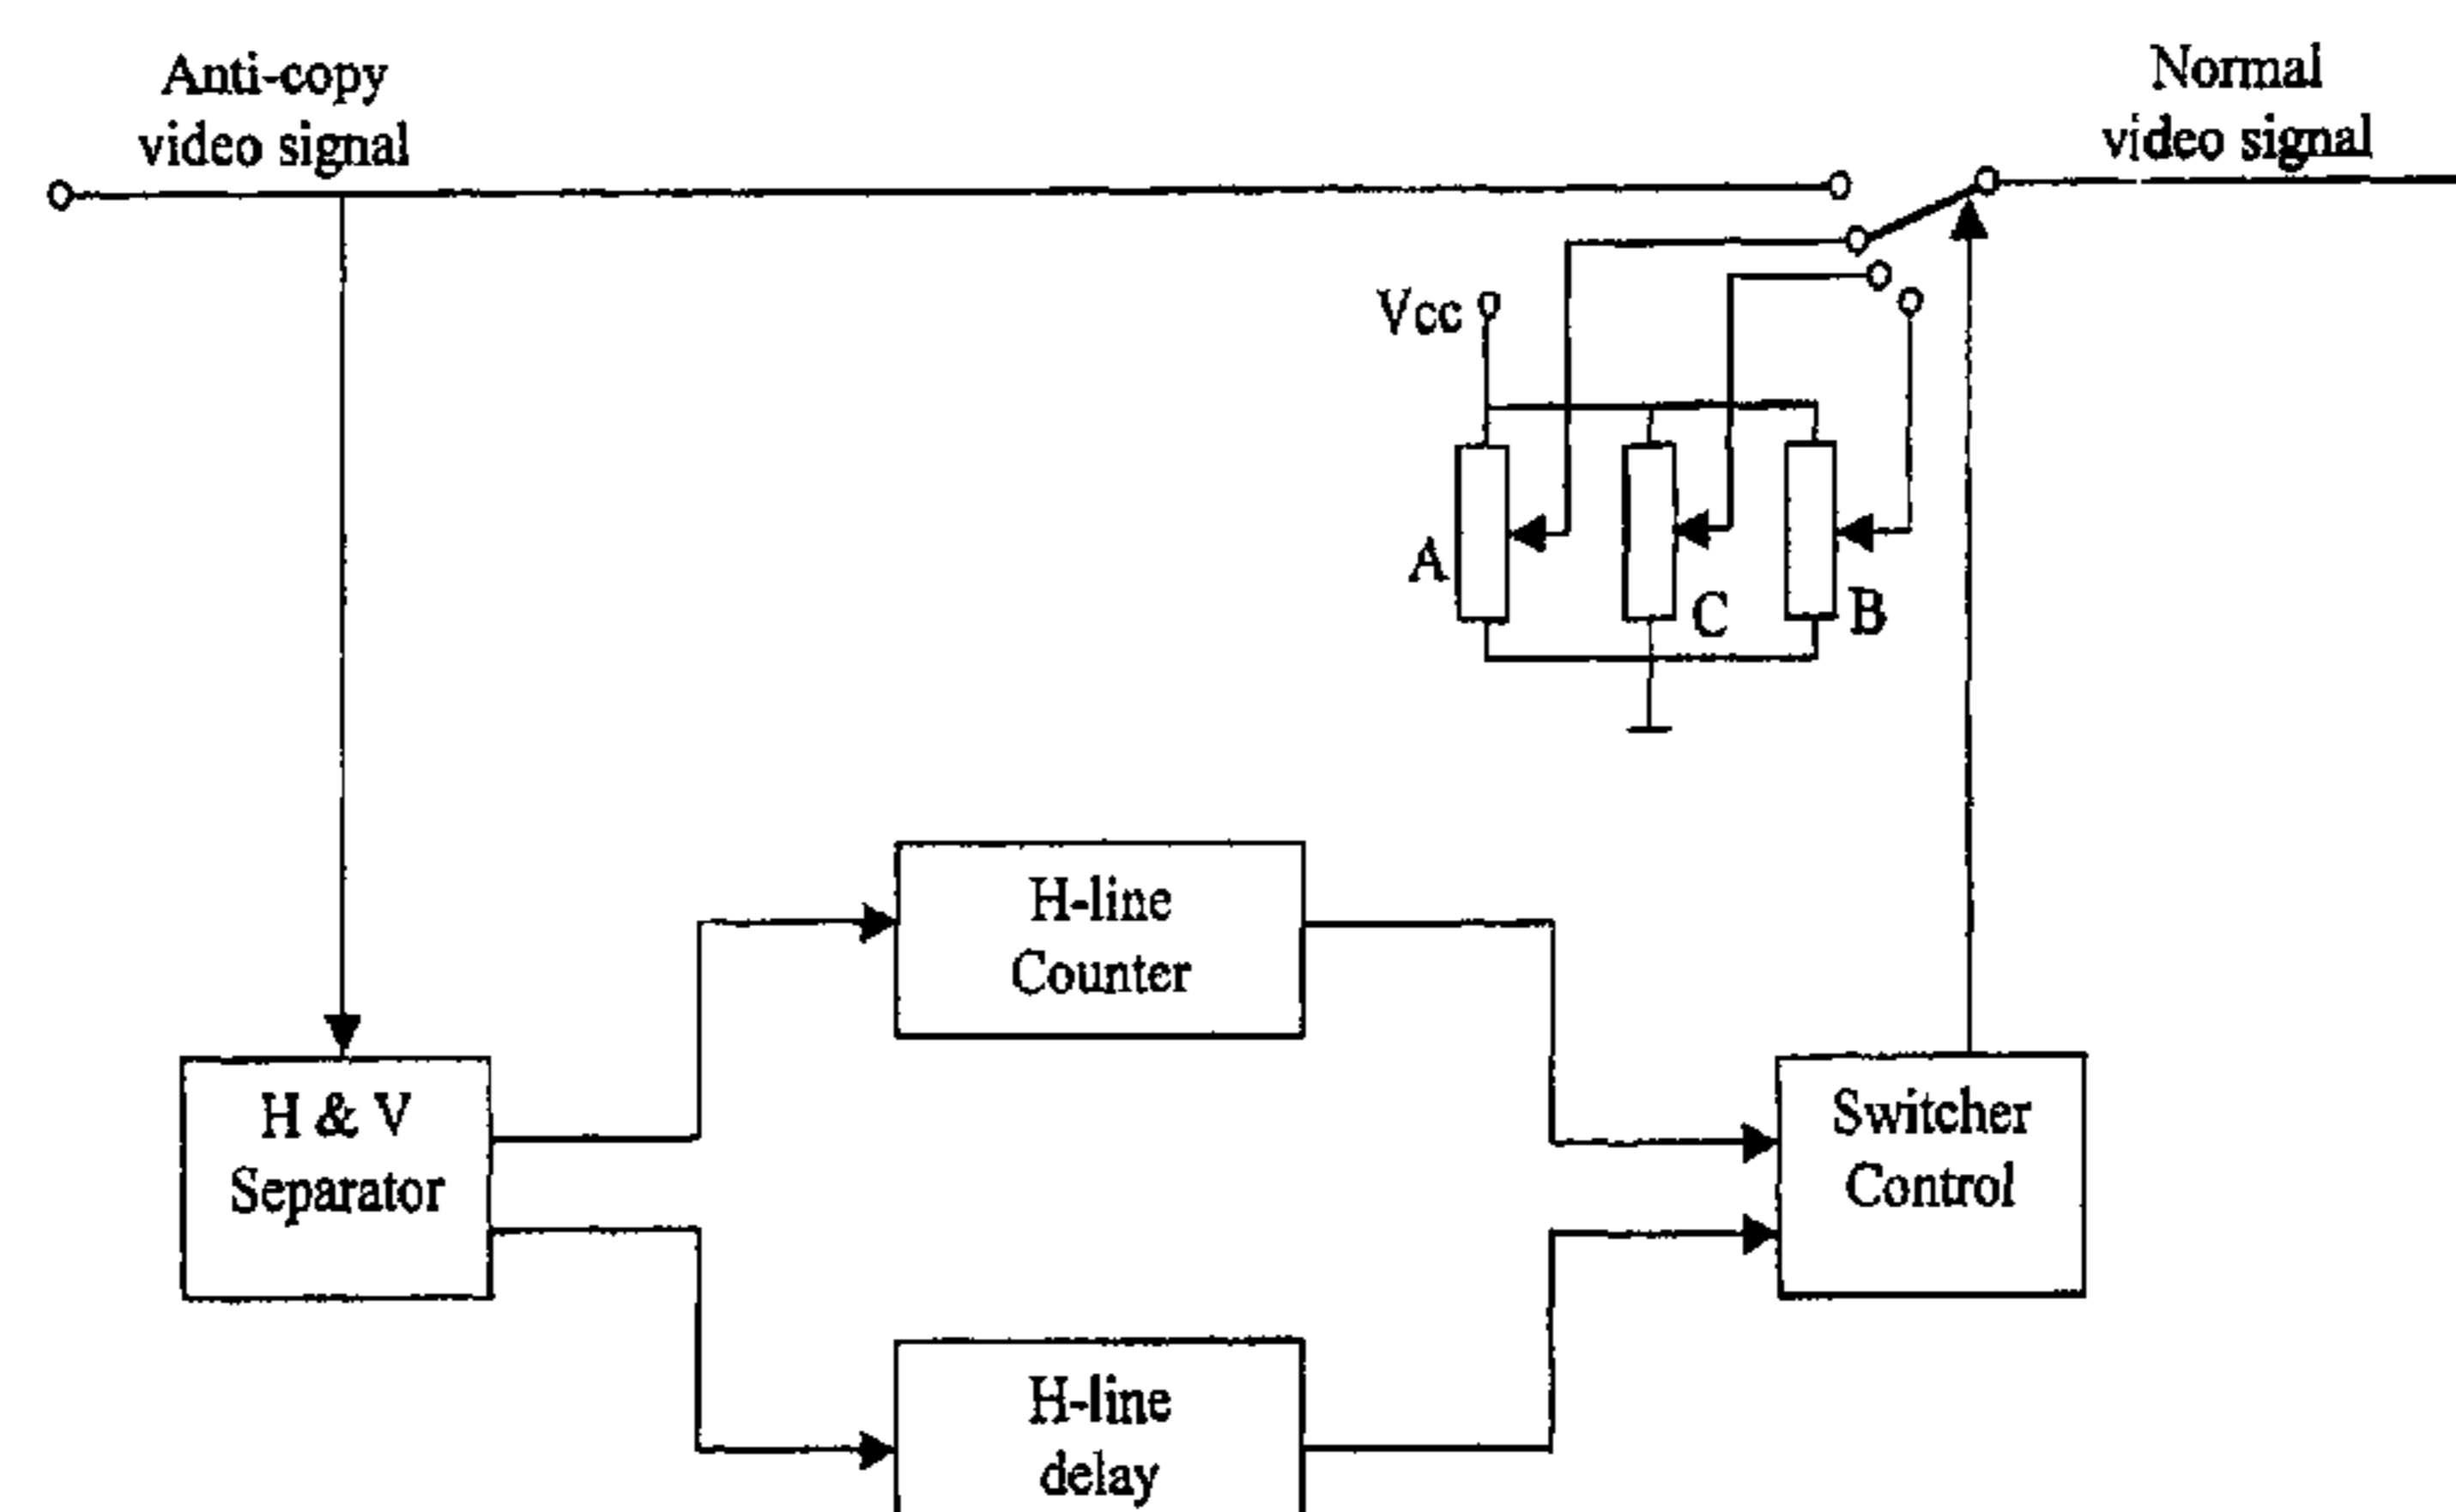 Anti-copy
video signal
Normal
video signal
Vcc
A
C
B
H-line
Counter
H & V
Separator
Switcher
Control
H-line
delay